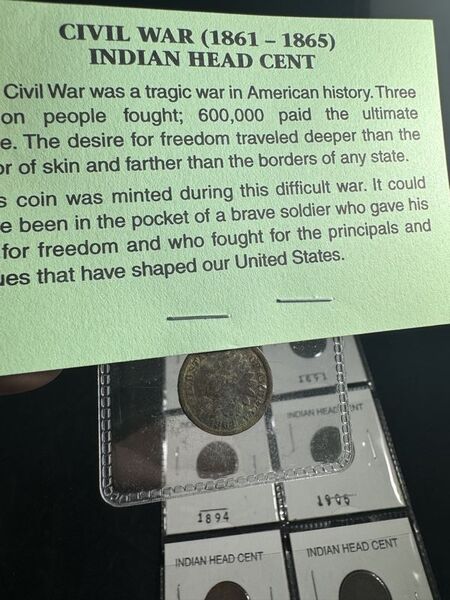 CIVIL WAR (1861 – 1865)
INDIAN HEAD CENT
Civil War was a tragic war in American history. Three
on people fought; 600,000 paid the ultimate
e. The desire for freedom traveled deeper than the
or of skin and farther than the borders of any state.
s coin was minted during this difficult war. It could
e been in the pocket of a brave soldier who gave his
for freedom and who fought for the principals and
ues that have shaped our United States.
INDIAN HEAD CENT
1894
1906
INDIAN HEAD CENT
INDIAN HEAD CENT